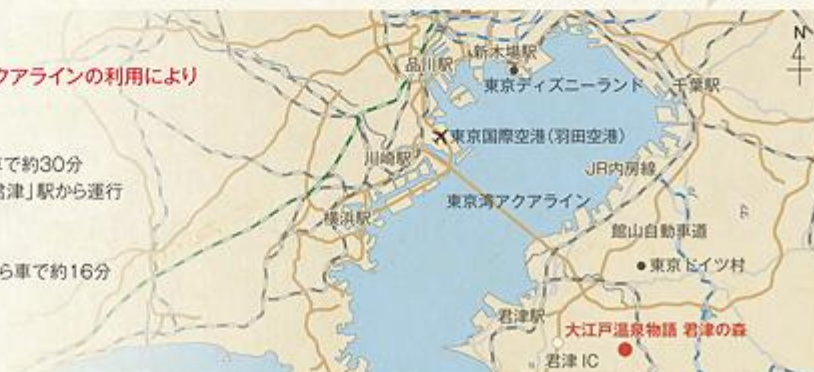 クアラインの利用により
で約30分
君津」駅から運行
ら車で約16分
N
品川駅
新木場駅
東京ディズニーランド
千葉駅
東京国際空港(羽田空港)
川崎駅
JR内房線
東京湾アクアライン
横浜駅
館山自動車道
東京ドイツ村
君津駅
大江戸温泉物語 君津の森
君津 IC